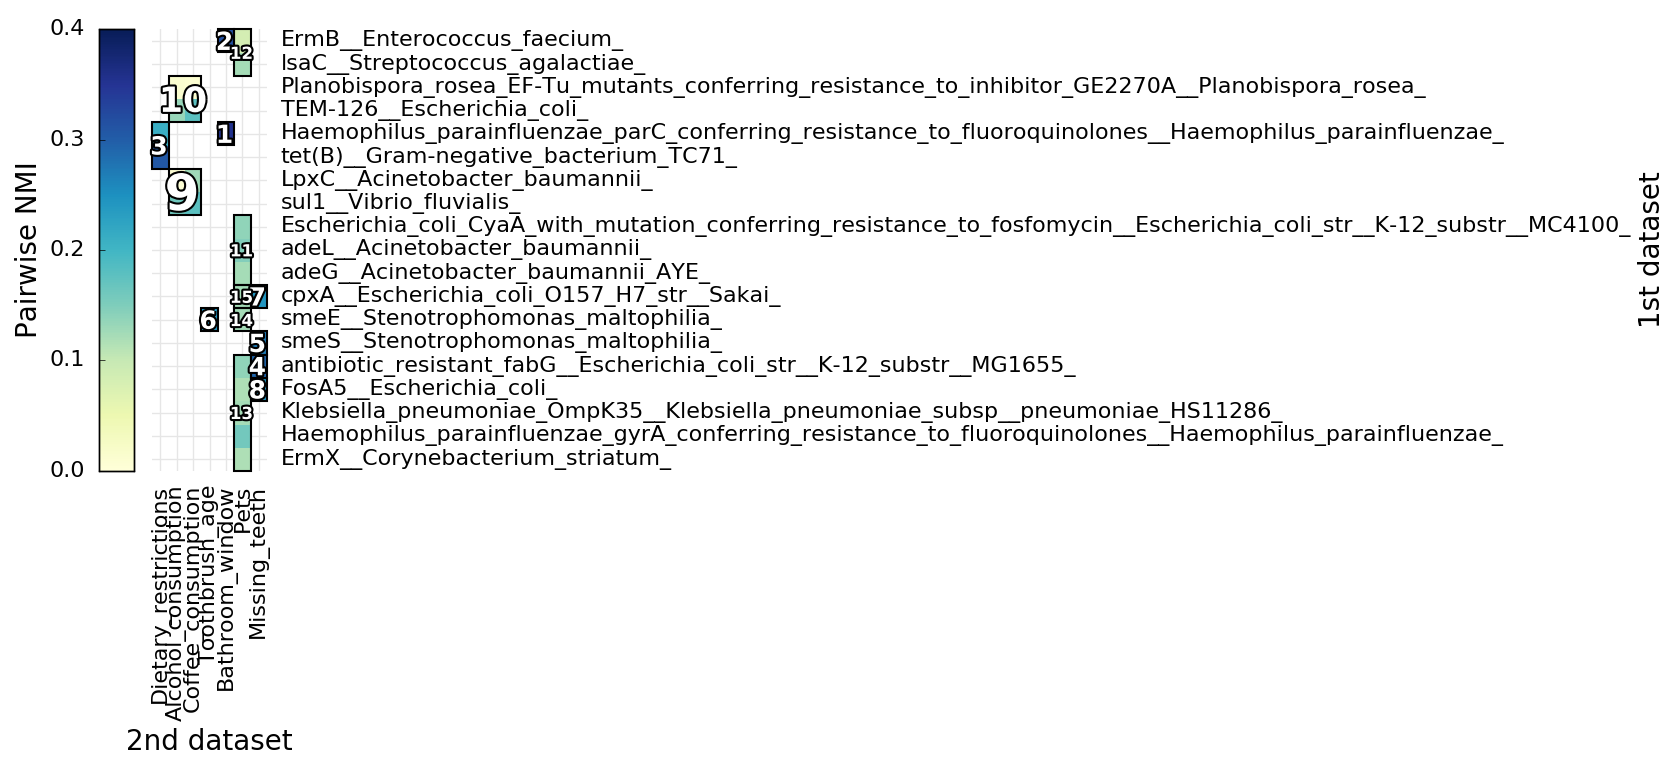 0.4
0.3
0.2
0.1
0.0
Pairwise NMI
ErmB__Enterococcus_faecium_
lsaC__Streptococcus_agalactiae_
Planobispora_rosea_EF-Tu_mutants_conferring_resistance_to_inhibitor_GE2270A__Planobispora_rosea_
TEM-126__Escherichia_coli_
Haemophilus_parainfluenzae_parC_conferring_resistance_to_fluoroquinolones__Haemophilus_parainfluenzae_
tet(B)__Gram-negative_bacterium_TC71_
LpxC__Acinetobacter_baumannii_
sul1__Vibrio_fluvialis_
Escherichia_coli_CyaA_with_mutation_conferring_resistance_to_fosfomycin__Escherichia_coli_str__K-12_substr__MC4100_
adeL__Acinetobacter_baumannii_
adeG__Acinetobacter_baumannii_AYE_
cpxA__Escherichia_coli_O157_H7_str__Sakai_
smeE__Stenotrophomonas_maltophilia_
smeS__Stenotrophomonas_maltophilia_
antibiotic_resistant_fabG__Escherichia_coli_str__K-12_substr__MG1655_
FosA5__Escherichia_coli_
Klebsiella_pneumoniae_OmpK35__Klebsiella_pneumoniae_subsp__pneumoniae_HS11286_
Haemophilus_parainfluenzae_gyrA_conferring_resistance_to_fluoroquinolones__Haemophilus_parainfluenzae_
ErmX__Corynebacterium_striatum_
2
12
10
1
3
9
11
15
7
6
14
5
4
8
13
1st dataset
Dietary_restrictions
Alcohol_consumption
Coffee_consumption
Toothbrush_age
Bathroom_window
Pets
Missing_teeth
2nd dataset